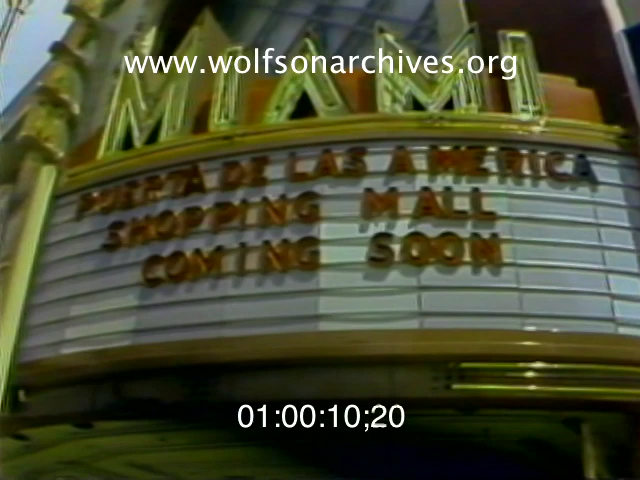 www.wolfsonarchives.org
MIAMI
PUERTA DE LAS AMERICA
SHOPPING MALL
COMING SOON
01:00:10;20